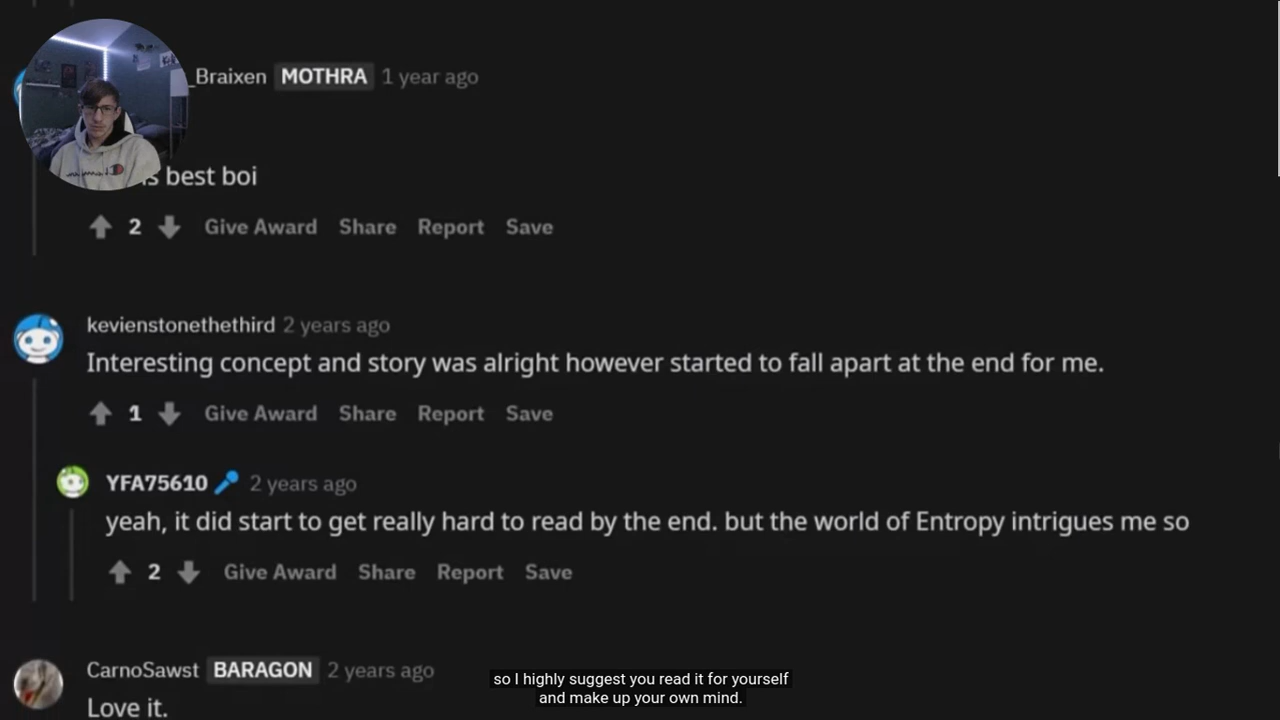 _Braixen MOTHRA 1 year ago
is best boi
2 Give Award Share Report Save
kevienstonethethird 2 years ago
Interesting concept and story was alright however started to fall apart at the end for me.
1 Give Award Share Report Save
YFA75610 2 years ago
yeah, it did start to get really hard to read by the end. but the world of Entropy intrigues me so
2 Give Award Share Report Save
CarnoSawst BARAGON 2 years ago
Love it.
so I highly suggest you read it for yourself
and make up your own mind.